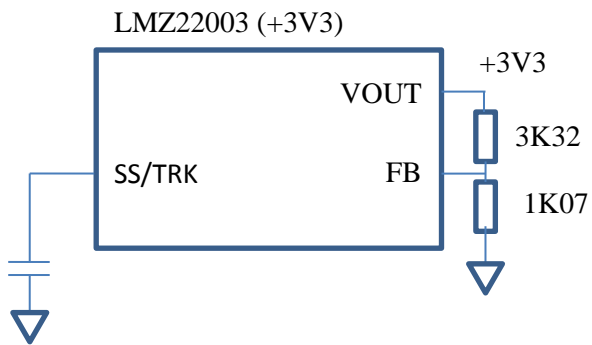 LMZ22003 (+3V3)
+3V3
VOUT
3K32
SS/TRK
FB
1K07